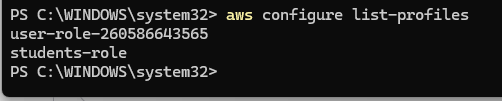 PS C:\WINDOWS\system32> aws configure list-profiles
user-role-260586643565
students-role
PS C:\WINDOWS\system32>